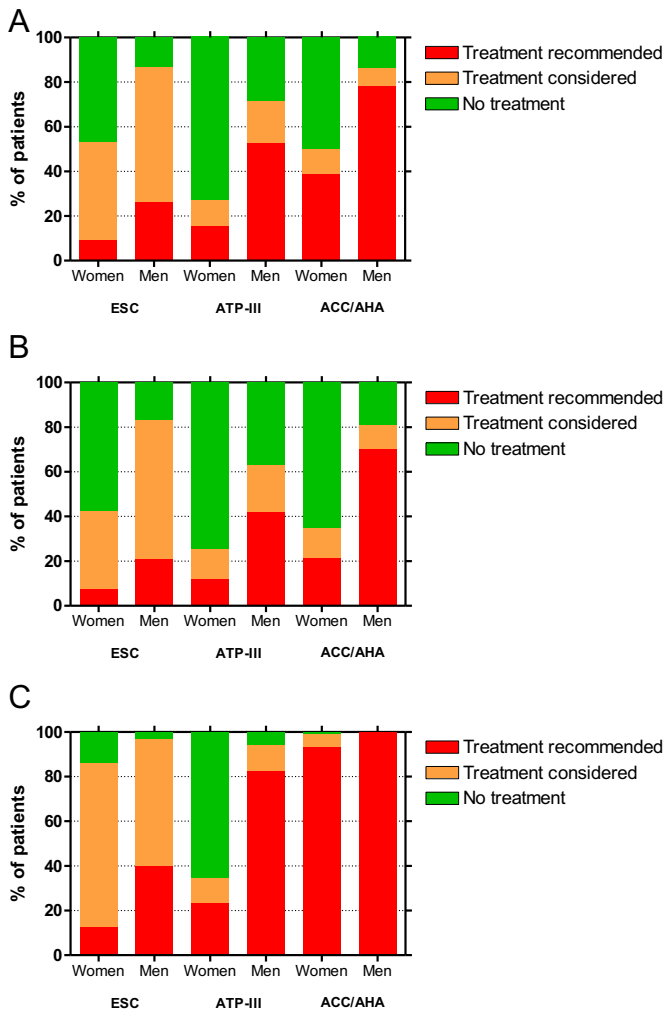 A
100
80
60
40
20
0
% of patients
Women Men Women Men Women Men
ESC ATP-III ACC/AHA
Treatment recommended
Treatment considered
No treatment
B
100
80
60
40
20
0
% of patients
Women Men Women Men Women Men
ESC ATP-III ACC/AHA
Treatment recommended
Treatment considered
No treatment
C
100
80
60
40
20
0
% of patients
Women Men Women Men Women Men
ESC ATP-III ACC/AHA
Treatment recommended
Treatment considered
No treatment